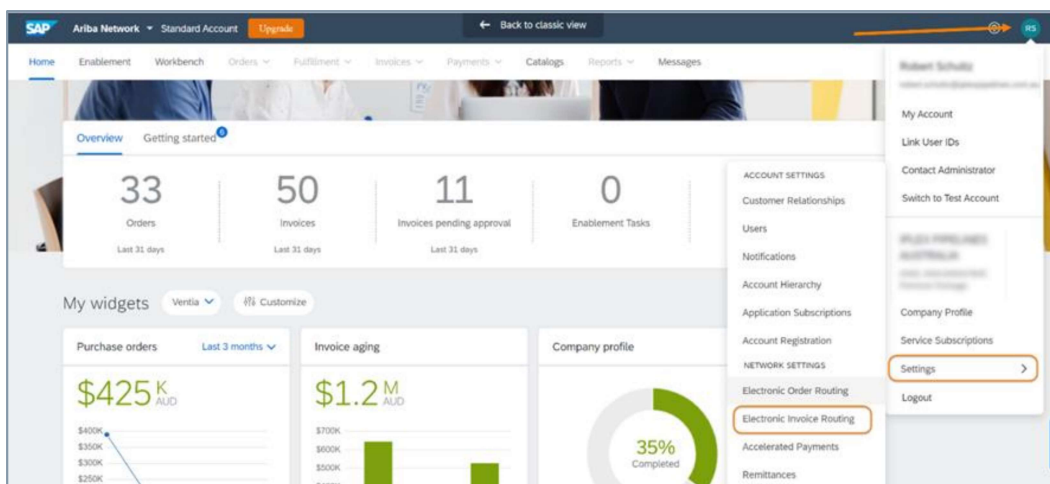 SAP Ariba Network Standard Account Upgrade ← Back to classic view RS
Home Enablement Workbench Orders Fulfillment Invoices Payments Catalogs Reports Messages
Overview Getting started 6
33
Orders
Last 31 days
50
Invoices
Last 31 days
11
Invoices pending approval
Last 31 days
0
Enablement Tasks
My widgets Ventia Customize
Purchase orders Last 3 months
$425 K
AUD
$400K
$350K
$300K
$250K
Invoice aging
$1.2 M
AUD
$700K
$600K
$500K
Company profile
35%
Completed
ACCOUNT SETTINGS
Customer Relationships
Users
Notifications
Account Hierarchy
Application Subscriptions
Account Registration
NETWORK SETTINGS
Electronic Order Routing
Electronic Invoice Routing
Accelerated Payments
Remittances
My Account
Link User IDs
Contact Administrator
Switch to Test Account
Company Profile
Service Subscriptions
Settings >
Logout